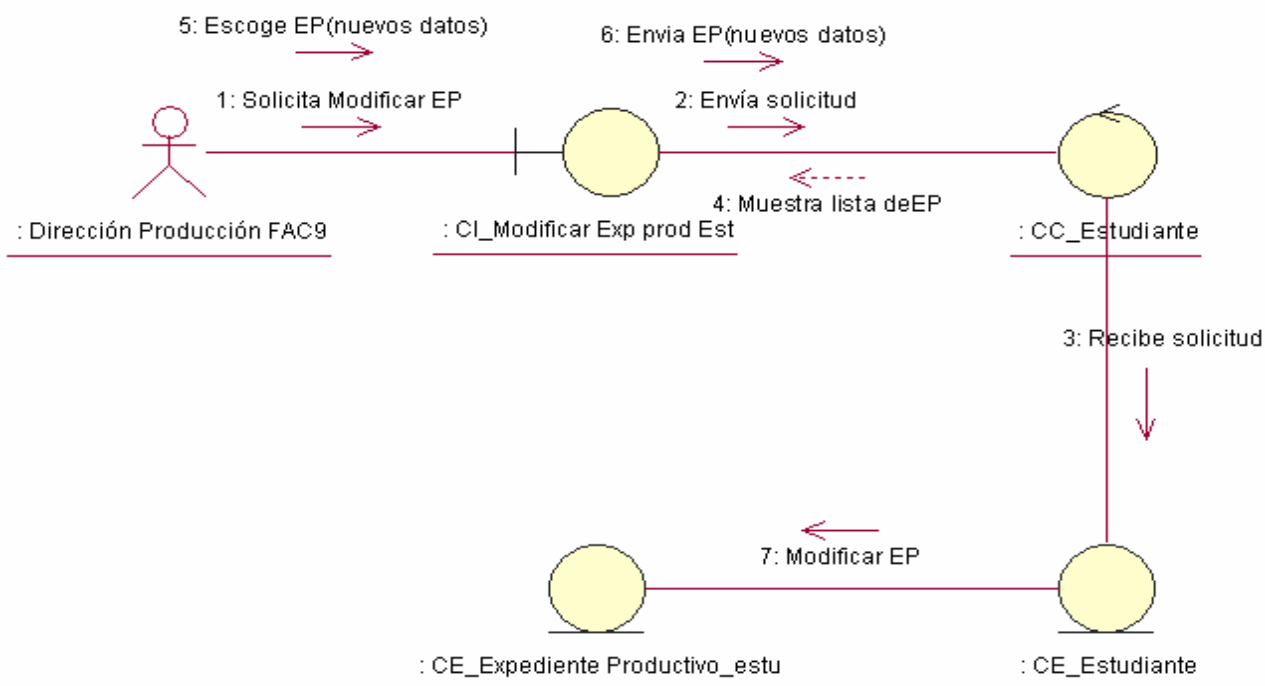 5: Escoge EP(nuevos datos)
6: Envia EP(nuevos datos)
1: Solicita Modificar EP
2: Envía solicitud
4: Muestra lista deEP
: Dirección Producción FAC9
: CI_Modificar Exp prod Est
: CC_Estudiante
3: Recibe solicitud
7: Modificar EP
: CE_Expediente Productivo_estu
: CE_Estudiante